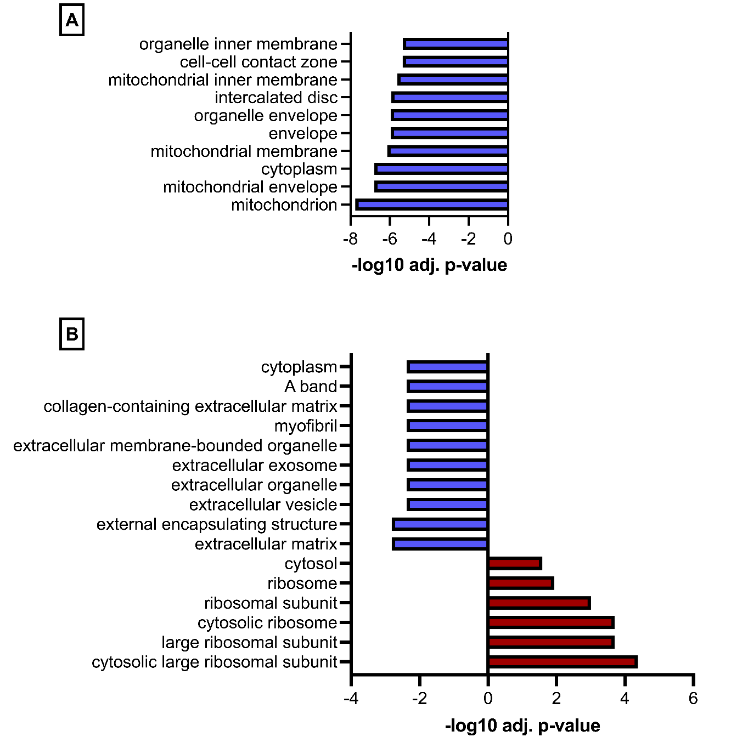 A
organelle inner membrane
cell-cell contact zone
mitochondrial inner membrane
intercalated disc
organelle envelope
envelope
mitochondrial membrane
cytoplasm
mitochondrial envelope
mitochondrion
-8 -6 -4 -2 0
-log10 adj. p-value
B
cytoplasm
A band
collagen-containing extracellular matrix
myofibril
extracellular membrane-bounded organelle
extracellular exosome
extracellular organelle
extracellular vesicle
external encapsulating structure
extracellular matrix
cytosol
ribosome
ribosomal subunit
cytosolic ribosome
large ribosomal subunit
cytosolic large ribosomal subunit
-4 -2 0 2 4 6
-log10 adj. p-value